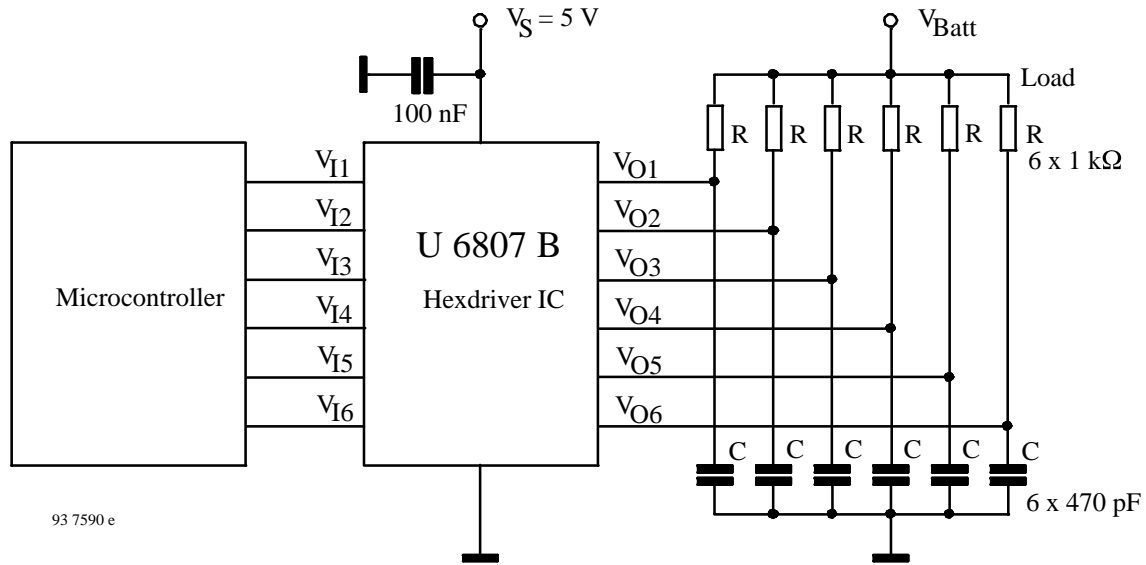 V_S = 5 V
V_Batt
100 nF
Load
R R R R R R
6 x 1 kΩ
V_I1
V_I2
V_I3
V_I4
V_I5
V_I6
Microcontroller
U 6807 B
Hexdriver IC
V_O1
V_O2
V_O3
V_O4
V_O5
V_O6
C C C C C C
6 x 470 pF
93 7590 e